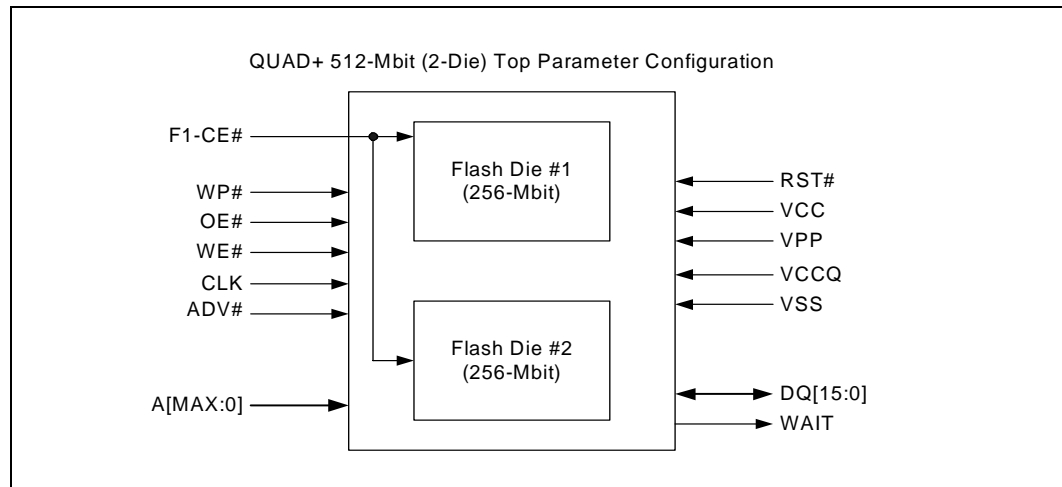 QUAD+ 512-Mbit (2-Die) Top Parameter Configuration
F1-CE#
WP#
OE#
WE#
CLK
ADV#
A[MAX:0]
Flash Die #1
(256-Mbit)
Flash Die #2
(256-Mbit)
RST#
VCC
VPP
VCCQ
VSS
DQ[15:0]
WAIT